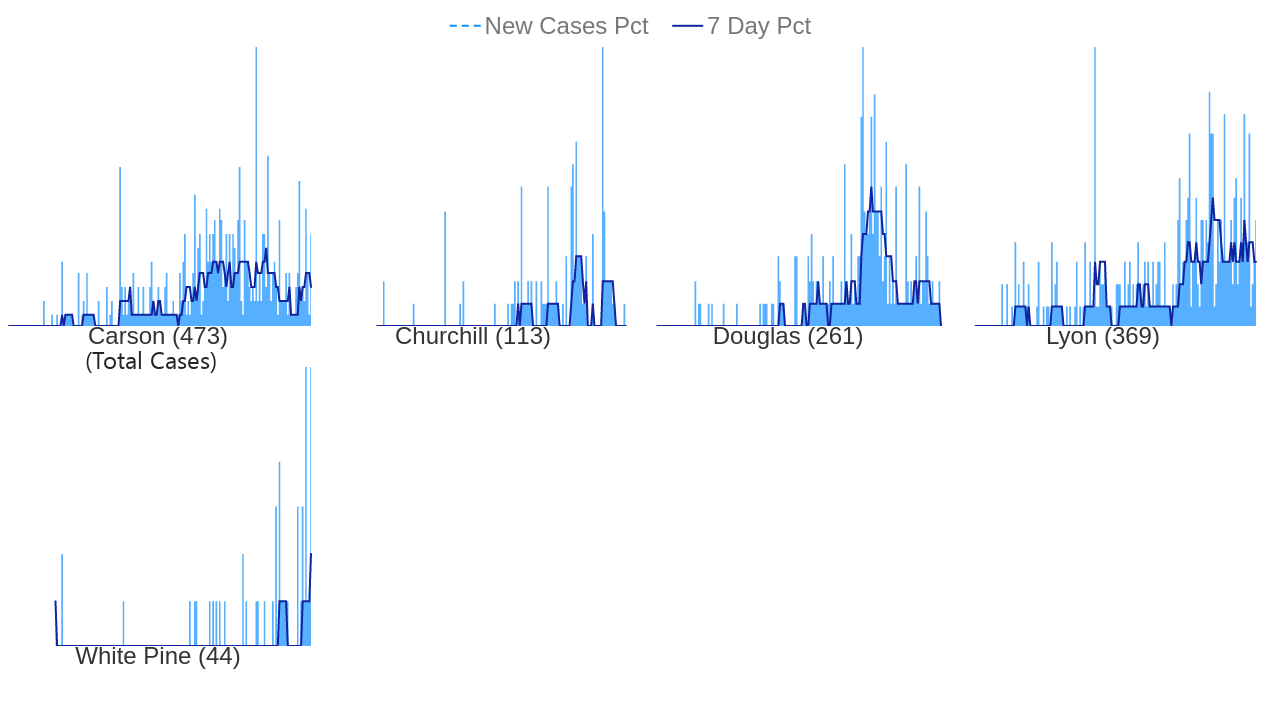 New Cases Pct 7 Day Pct
Carson (473)
(Total Cases)
Churchill (113)
Douglas (261)
Lyon (369)
White Pine (44)